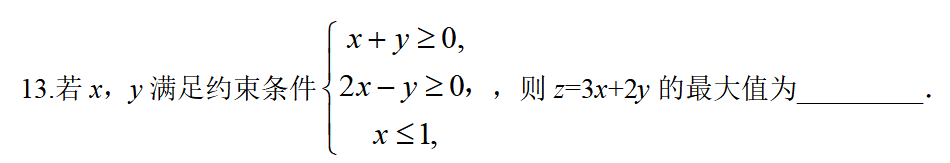 13.若 x，y 满足约束条件{x+y≥0, 2x−y≥0，x≤1, ，则 z=3x+2y 的最大值为_________．